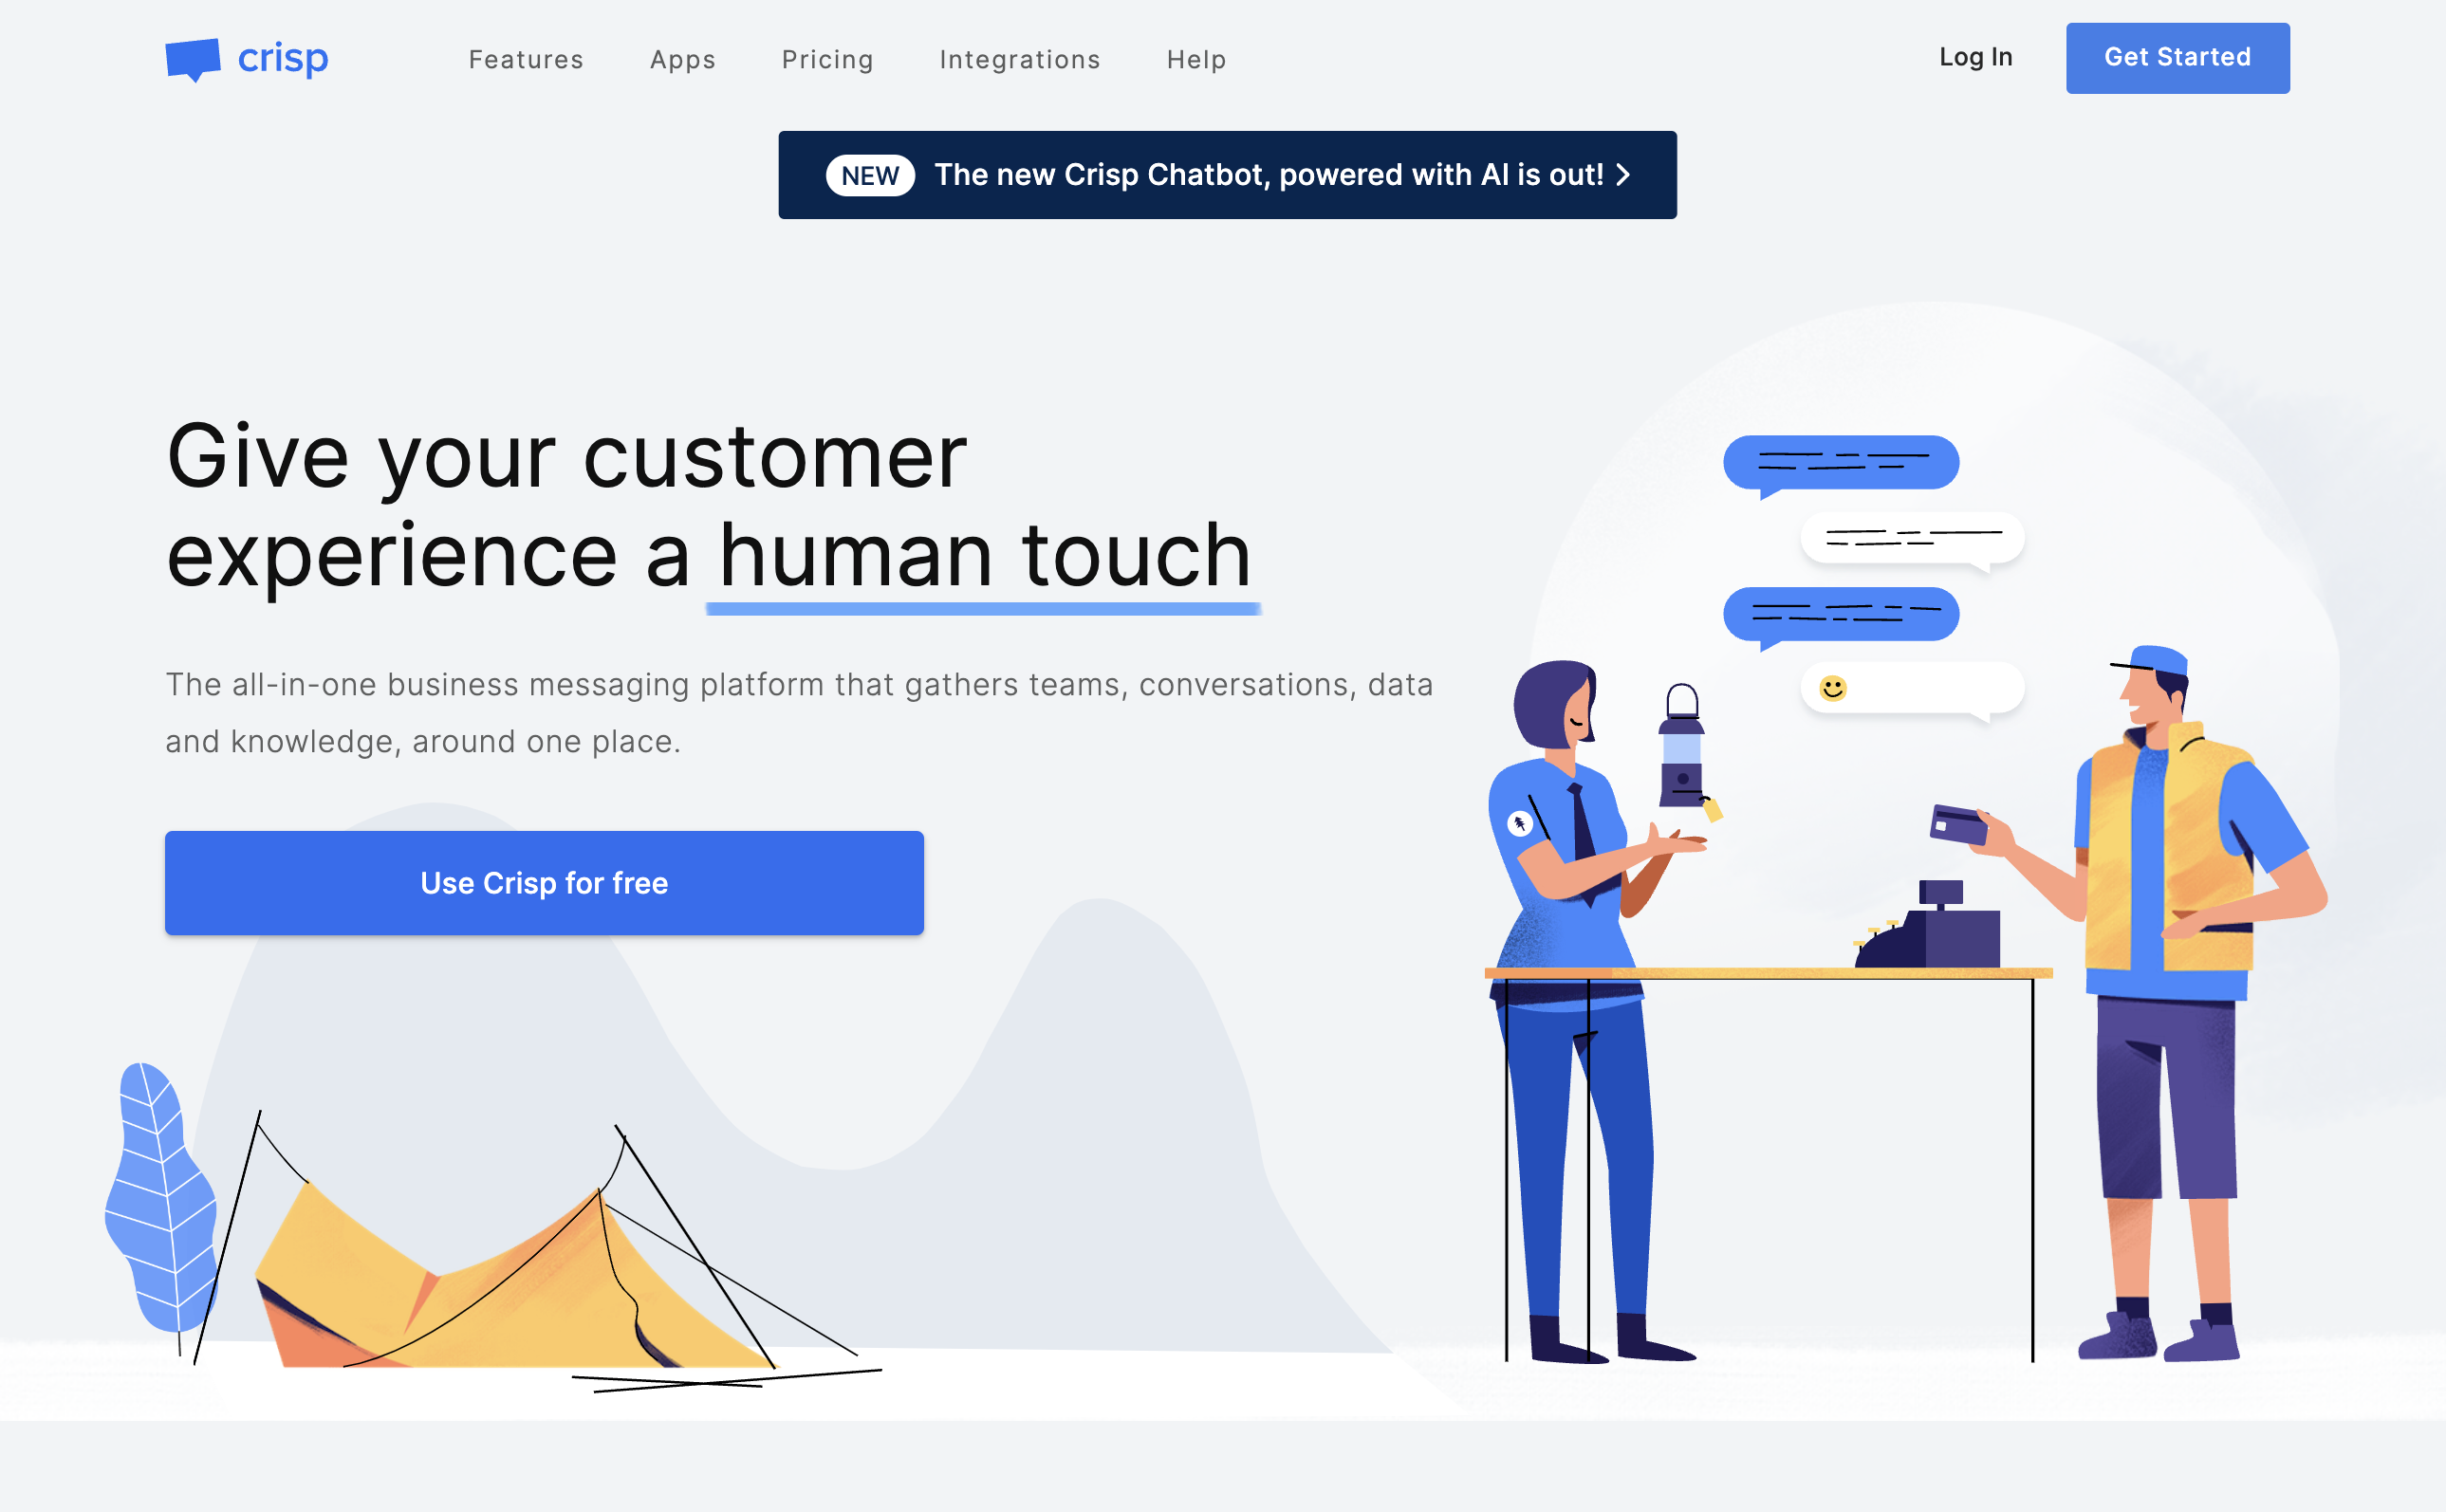 crisp
Features
Apps
Pricing
Integrations
Help
Log In
Get Started
NEW The new Crisp Chatbot, powered with AI is out!
Give your customer
experience a human touch
The all-in-one business messaging platform that gathers teams, conversations, data
and knowledge, around one place.
Use Crisp for free